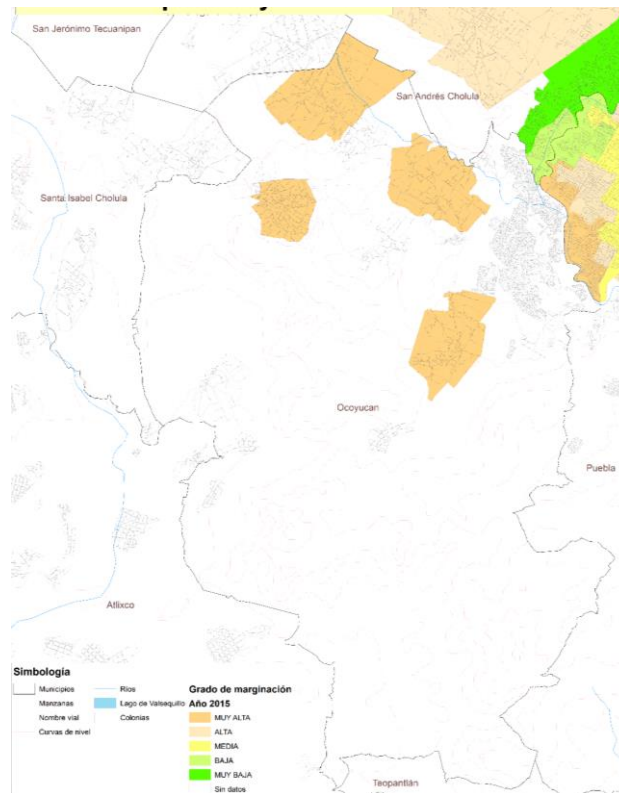 San Jerónimo Tecuanipan
San Andrés Cholula
Santa Isabel Cholula
Ocoyucan
Puebla
Atlixco
Simbología
Municipios
Manzanas
Nombre vial
Curvas de nivel
Ríos
Lago de Valsequillo
Colonias
Grado de marginación
Año 2015
MUY ALTA
ALTA
MEDIA
BAJA
MUY BAJA
Sin datos
Teopantlán